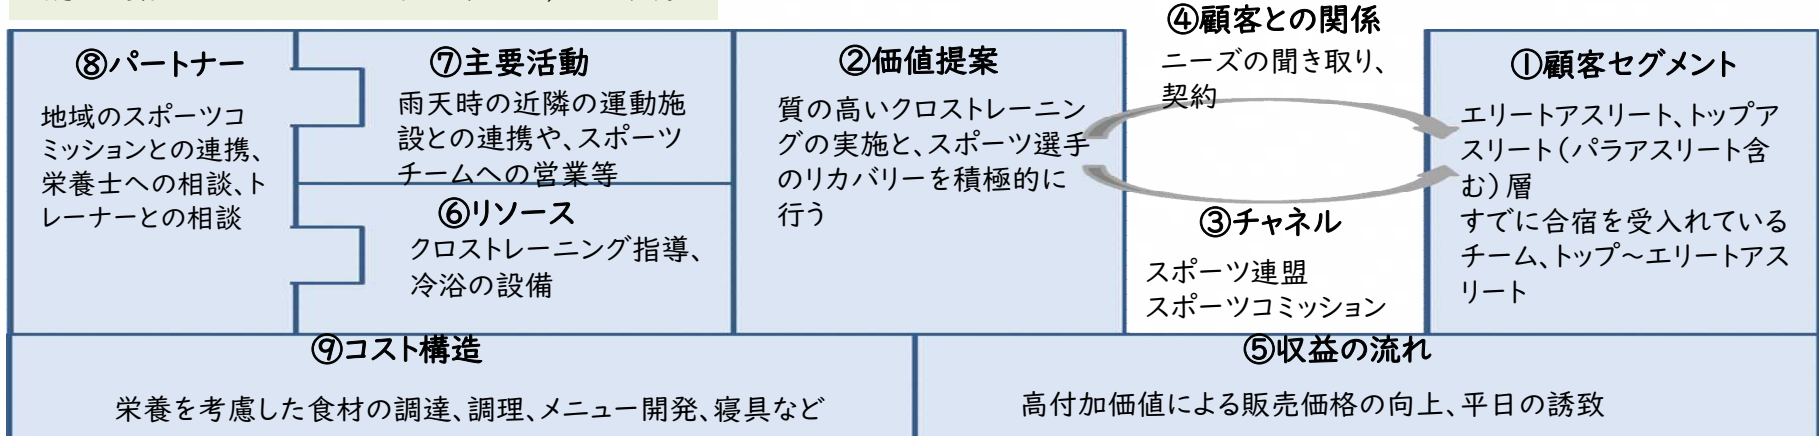 ④顧客との関係
ニーズの聞き取り、
契約
⑧パートナー
地域のスポーツコ
ミッションとの連携、
栄養士への相談、ト
レーナーとの相談
⑦主要活動
雨天時の近隣の運動施
設との連携や、スポーツ
チームへの営業等
⑥リソース
クロストレーニング指導、
冷浴の設備
②価値提案
質の高いクロストレーニン
グの実施と、スポーツ選手
のリカバリーを積極的に
行う
③チャネル
スポーツ連盟
スポーツコミッション
①顧客セグメント
エリートアスリート、トップア
スリート(パラアスリート含
む)層
すでに合宿を受入れている
チーム、トップ~エリートアス
リート
⑨コスト構造
栄養を考慮した食材の調達、調理、メニュー開発、寝具など
⑤収益の流れ
高付加価値による販売価格の向上、平日の誘致